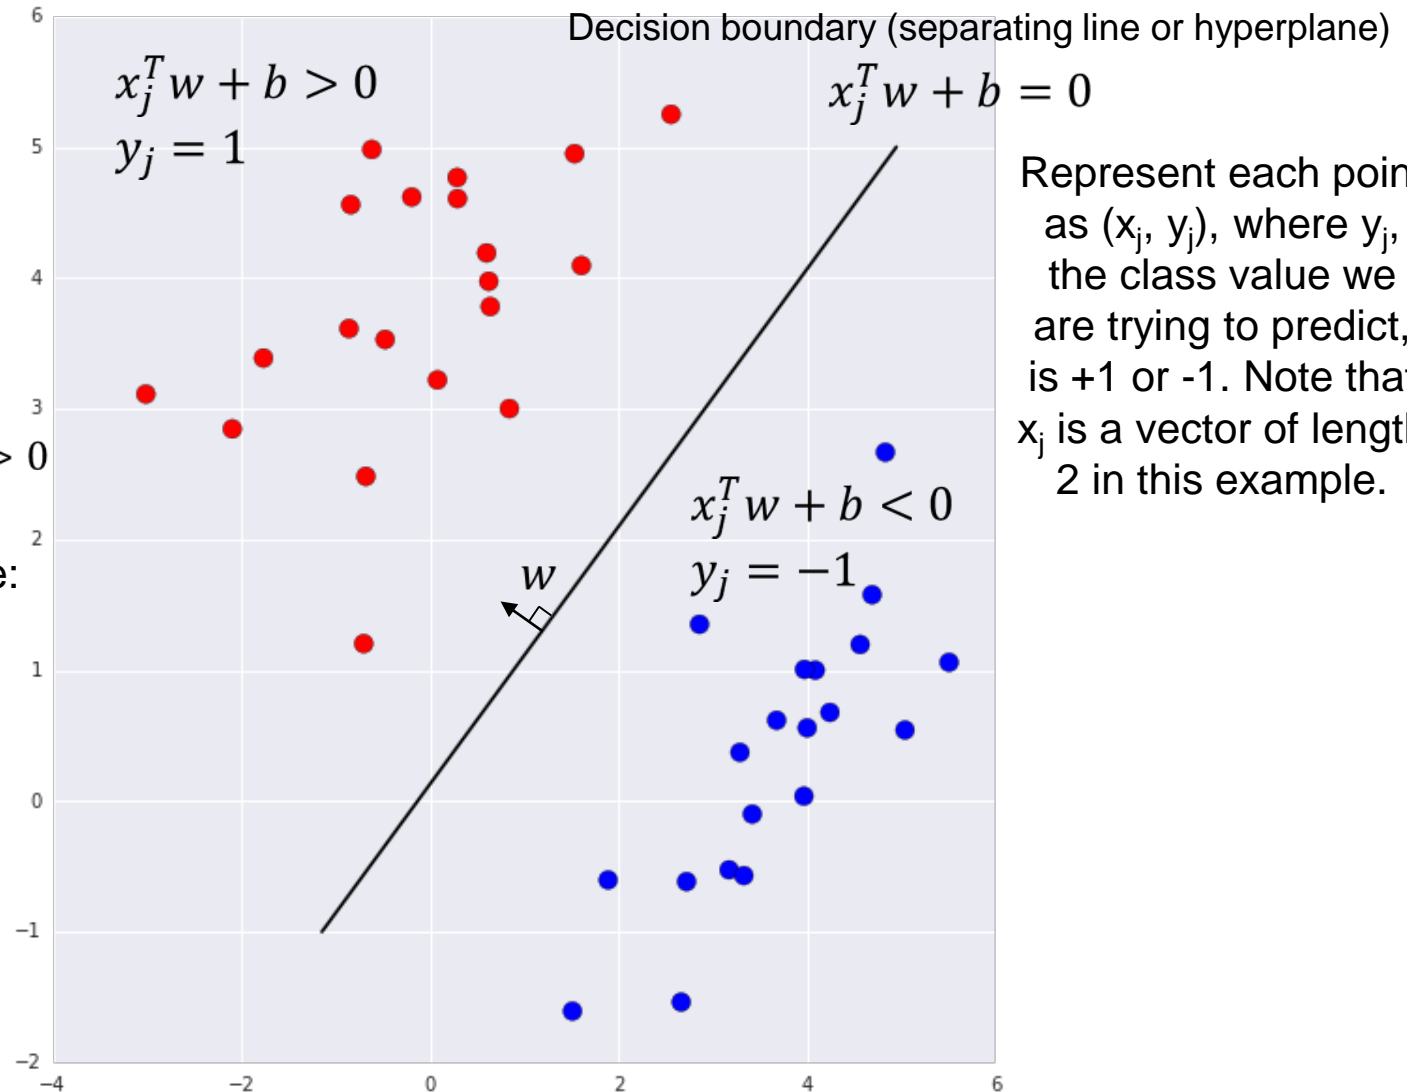 Decision boundary (separating line or hyperplane)
x_j^T w + b > 0
y_j = 1
x_j^T w + b = 0
Represent each poin
as (x_j, y_j), where y_j,
the class value we
are trying to predict,
is +1 or -1. Note that
x_j is a vector of length
2 in this example.
> 0
e:
x_j^T w + b < 0
y_j = −1
w
6
5
4
3
2
1
0
−1
−2
−4
−2
0
2
4
6